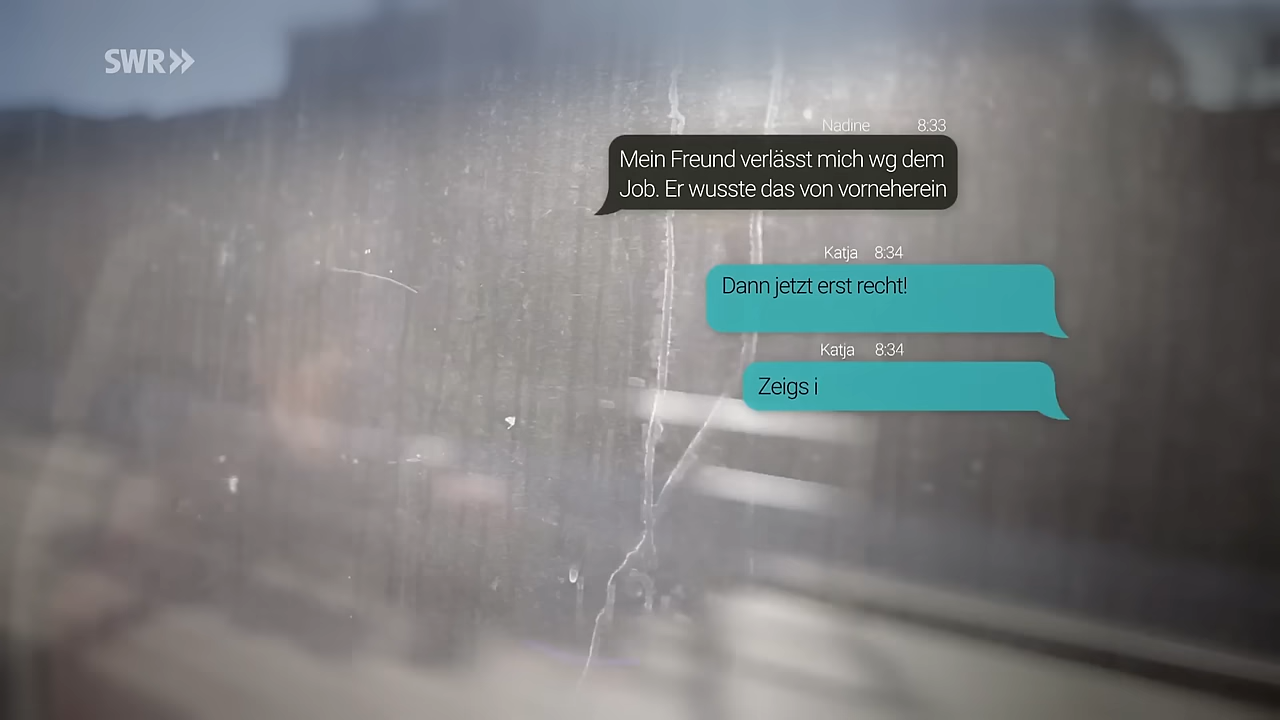 SWR»
Nadine 8:33
Mein Freund verlässt mich wg dem
Job. Er wusste das von vorneherein
Katja 8:34
Dann jetzt erst recht!
Katja 8:34
Zeigs i